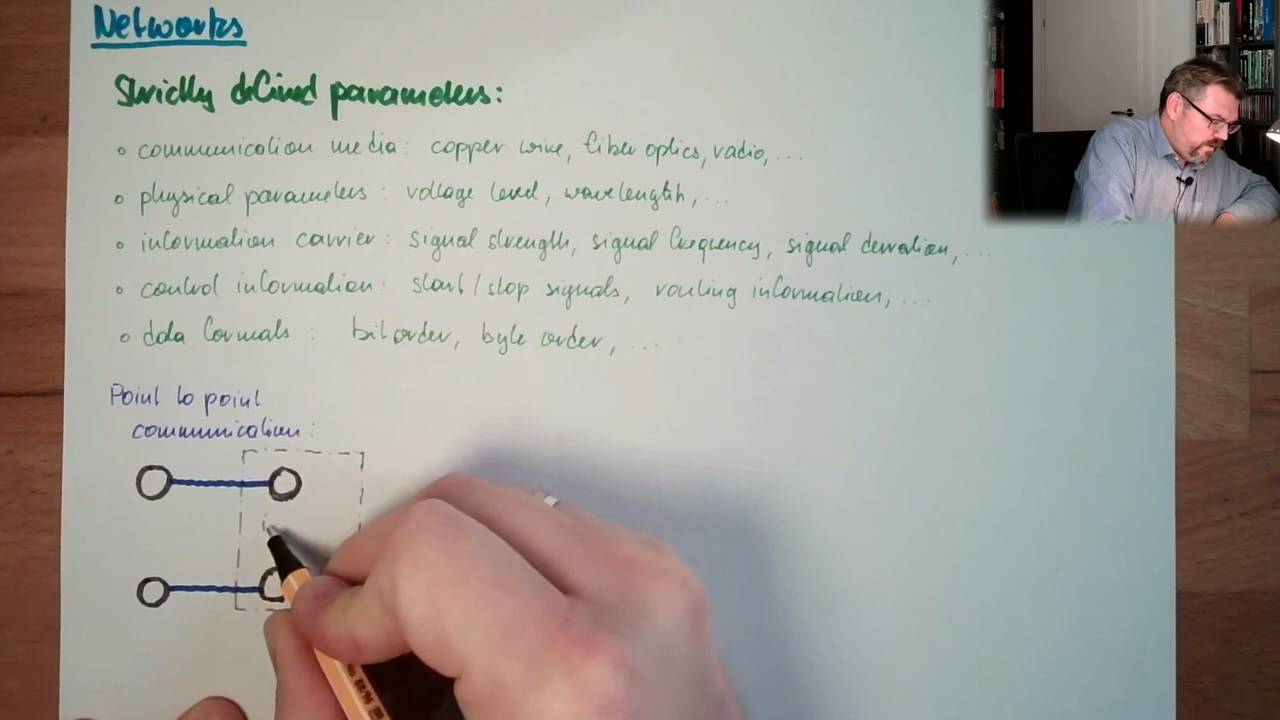 Networks
Strictly defined parameters:
• communication media: copper wire, fiber optics, radio, ...
• physical parameters: voltage level, wavelength, ...
• information carrier: signal strength, signal frequency, signal duration, ...
• control information: start/stop signals, routing information, ...
• data formats: bit order, byte order, ...
Point to point
communication: